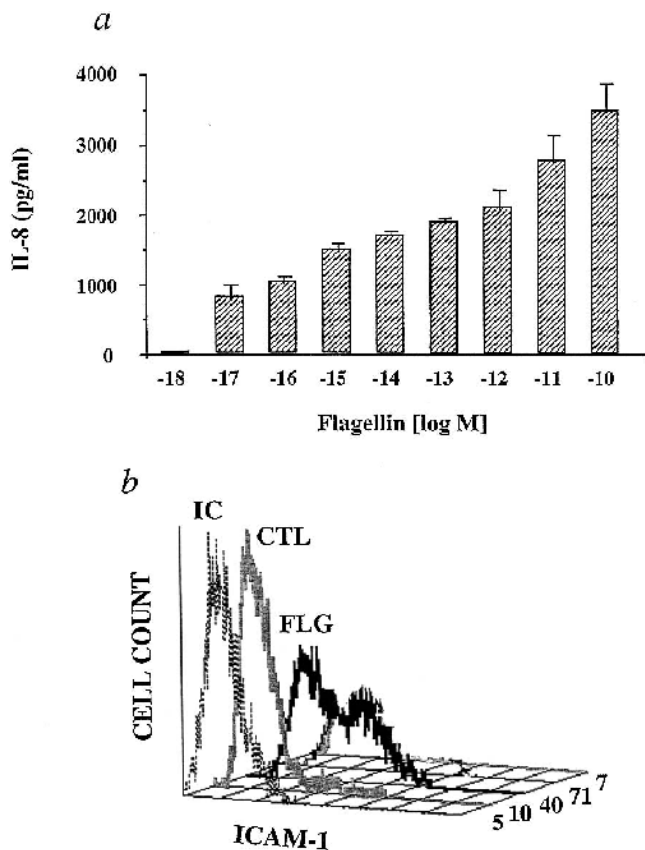 a
4000
3000
2000
1000
0
IL-8 (pg/ml)
-18 -17 -16 -15 -14 -13 -12 -11 -10
Flagellin [log M]
b
IC
CTL
FLG
CELL COUNT
ICAM-1
5 10 40 71 7